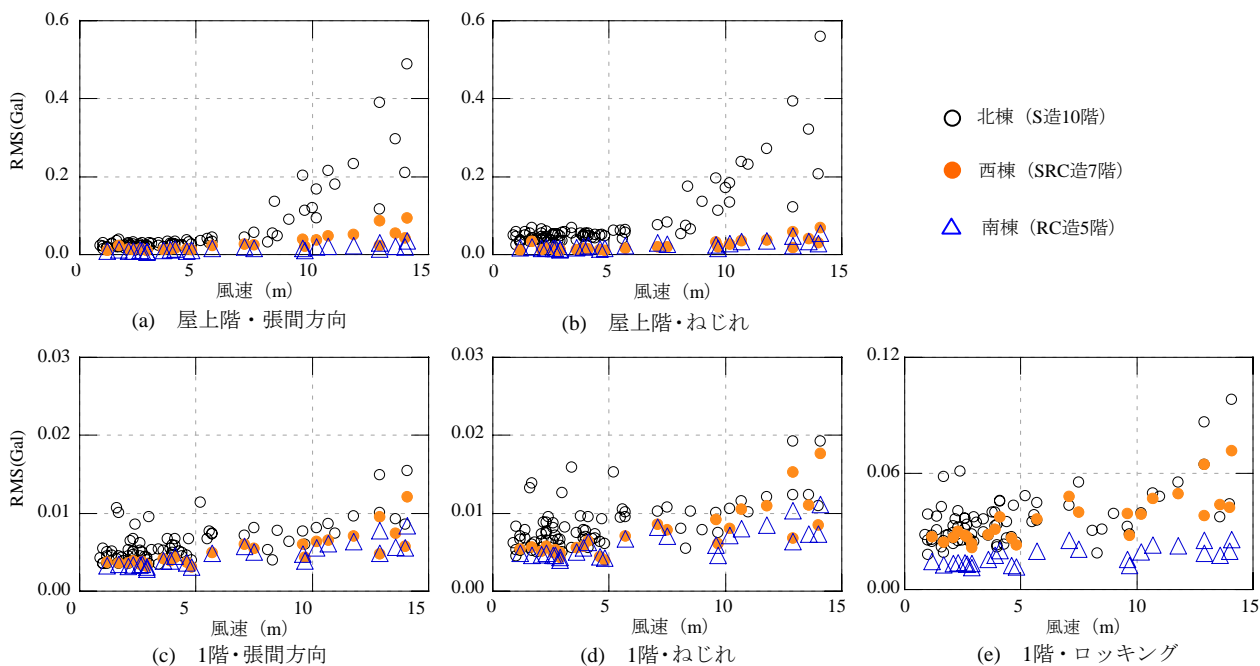 0.6
0.4
0.2
0.0
RMS(Gal)
0
5
10
15
風速（m）
(a) 屋上階・張間方向
0.6
0.4
0.2
0.0
0
5
10
15
風速（m）
(b) 屋上階・ねじれ
北棟（S造10階）
西棟（SRC造7階）
南棟（RC造5階）
0.03
0.02
0.01
0.00
RMS(Gal)
0
5
10
15
風速（m）
(c) 1階・張間方向
0.03
0.02
0.01
0.00
0
5
10
15
風速（m）
(d) 1階・ねじれ
0.12
0.06
0.00
0
5
10
15
風速（m）
(e) 1階・ロッキング